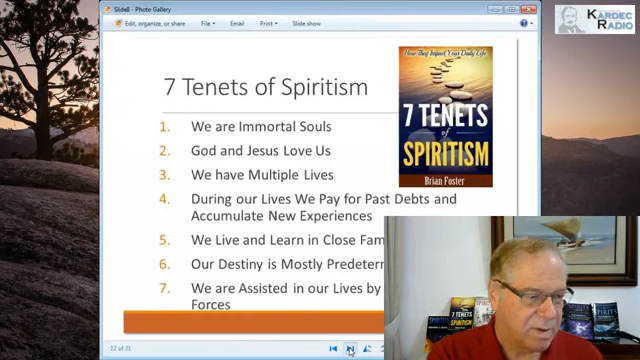 Slide11 - Photo Gallery
Edit, organize, or share
File
Email
Print
Slide show
KARDEC
RADIO
7 Tenets of Spiritism
How They Impact Your Daily Life
7 TENETS
of
SPIRITISM
Brian Foster
1. We are Immortal Souls
2. God and Jesus Love Us
3. We have Multiple Lives
4. During our Lives We Pay for Past Debts and
Accumulate New Experiences
5. We Live and Learn in Close Fam
6. Our Destiny is Mostly Predeterm
7. We are Assisted in our Lives by
Forces
12 of 31
7 TENETS
SPIRITISM
SPIRITS